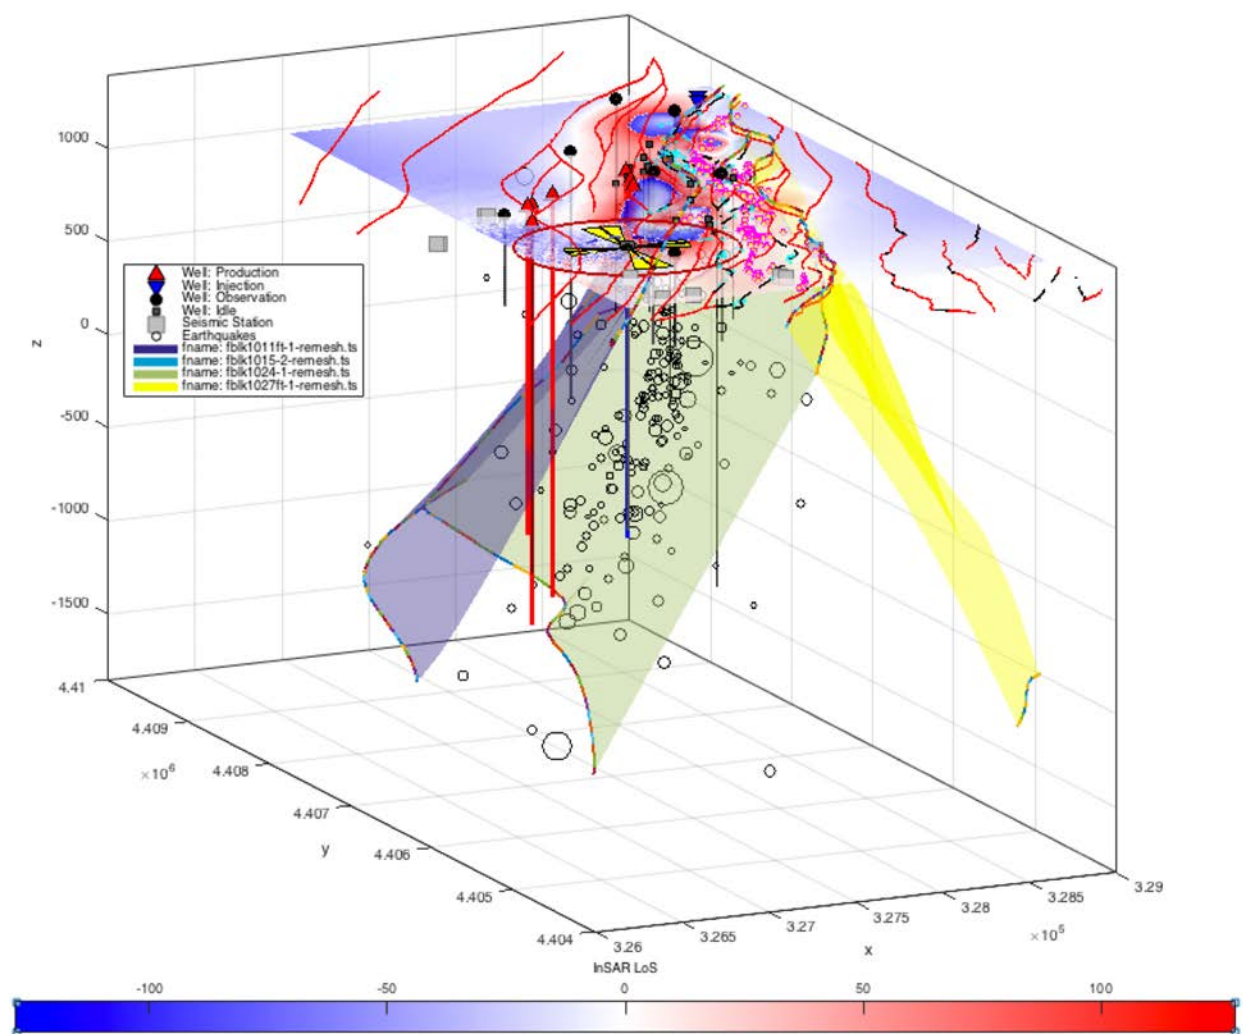 1000
500
0
-500
-1000
-1500
z
Well: Production
Well: Injection
Well: Observation
Well: Idle
Seismic Station
Earthquakes
fname: fblk1011ft-1-remesh.ts
fname: fblk1015-2-remesh.ts
fname: fblk1024-1-remesh.ts
fname: fblk1027ft-1-remesh.ts
4.41
4.409
×10⁶
4.408
4.407
y
4.406
4.405
4.404
3.26
3.265
3.27
3.275
3.28
3.285
3.29
x
×10⁵
InSAR LoS
-100 -50 0 50 100